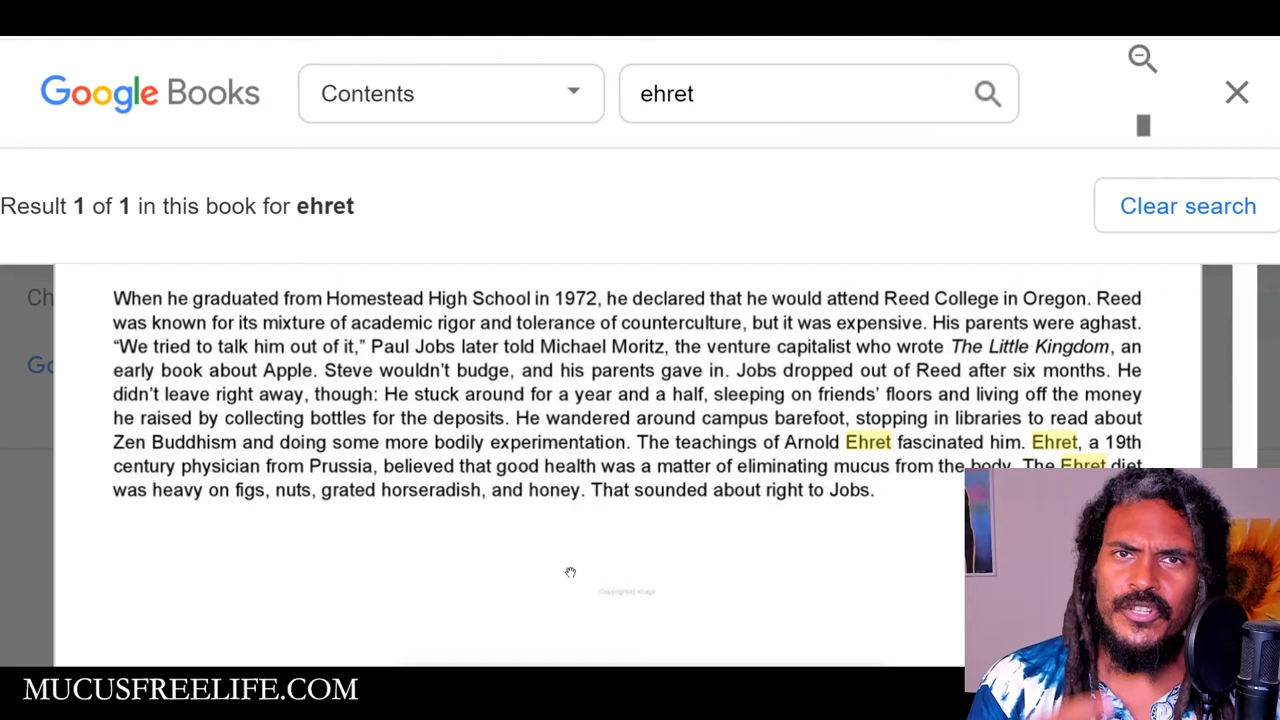 Google Books
Contents
ehret
Result 1 of 1 in this book for ehret
Clear search
Ch
Go
When he graduated from Homestead High School in 1972, he declared that he would attend Reed College in Oregon. Reed
was known for its mixture of academic rigor and tolerance of counterculture, but it was expensive. His parents were aghast.
“We tried to talk him out of it,” Paul Jobs later told Michael Moritz, the venture capitalist who wrote The Little Kingdom, an
early book about Apple. Steve wouldn’t budge, and his parents gave in. Jobs dropped out of Reed after six months. He
didn’t leave right away, though: He stuck around for a year and a half, sleeping on friends’ floors and living off the money
he raised by collecting bottles for the deposits. He wandered around campus barefoot, stopping in libraries to read about
Zen Buddhism and doing some more bodily experimentation. The teachings of Arnold Ehret fascinated him. Ehret, a 19th
century physician from Prussia, believed that good health was a matter of eliminating mucus from the body. The Ehret diet
was heavy on figs, nuts, grated horseradish, and honey. That sounded about right to Jobs.
Copyrighted image
MUCUSFREELIFE.COM